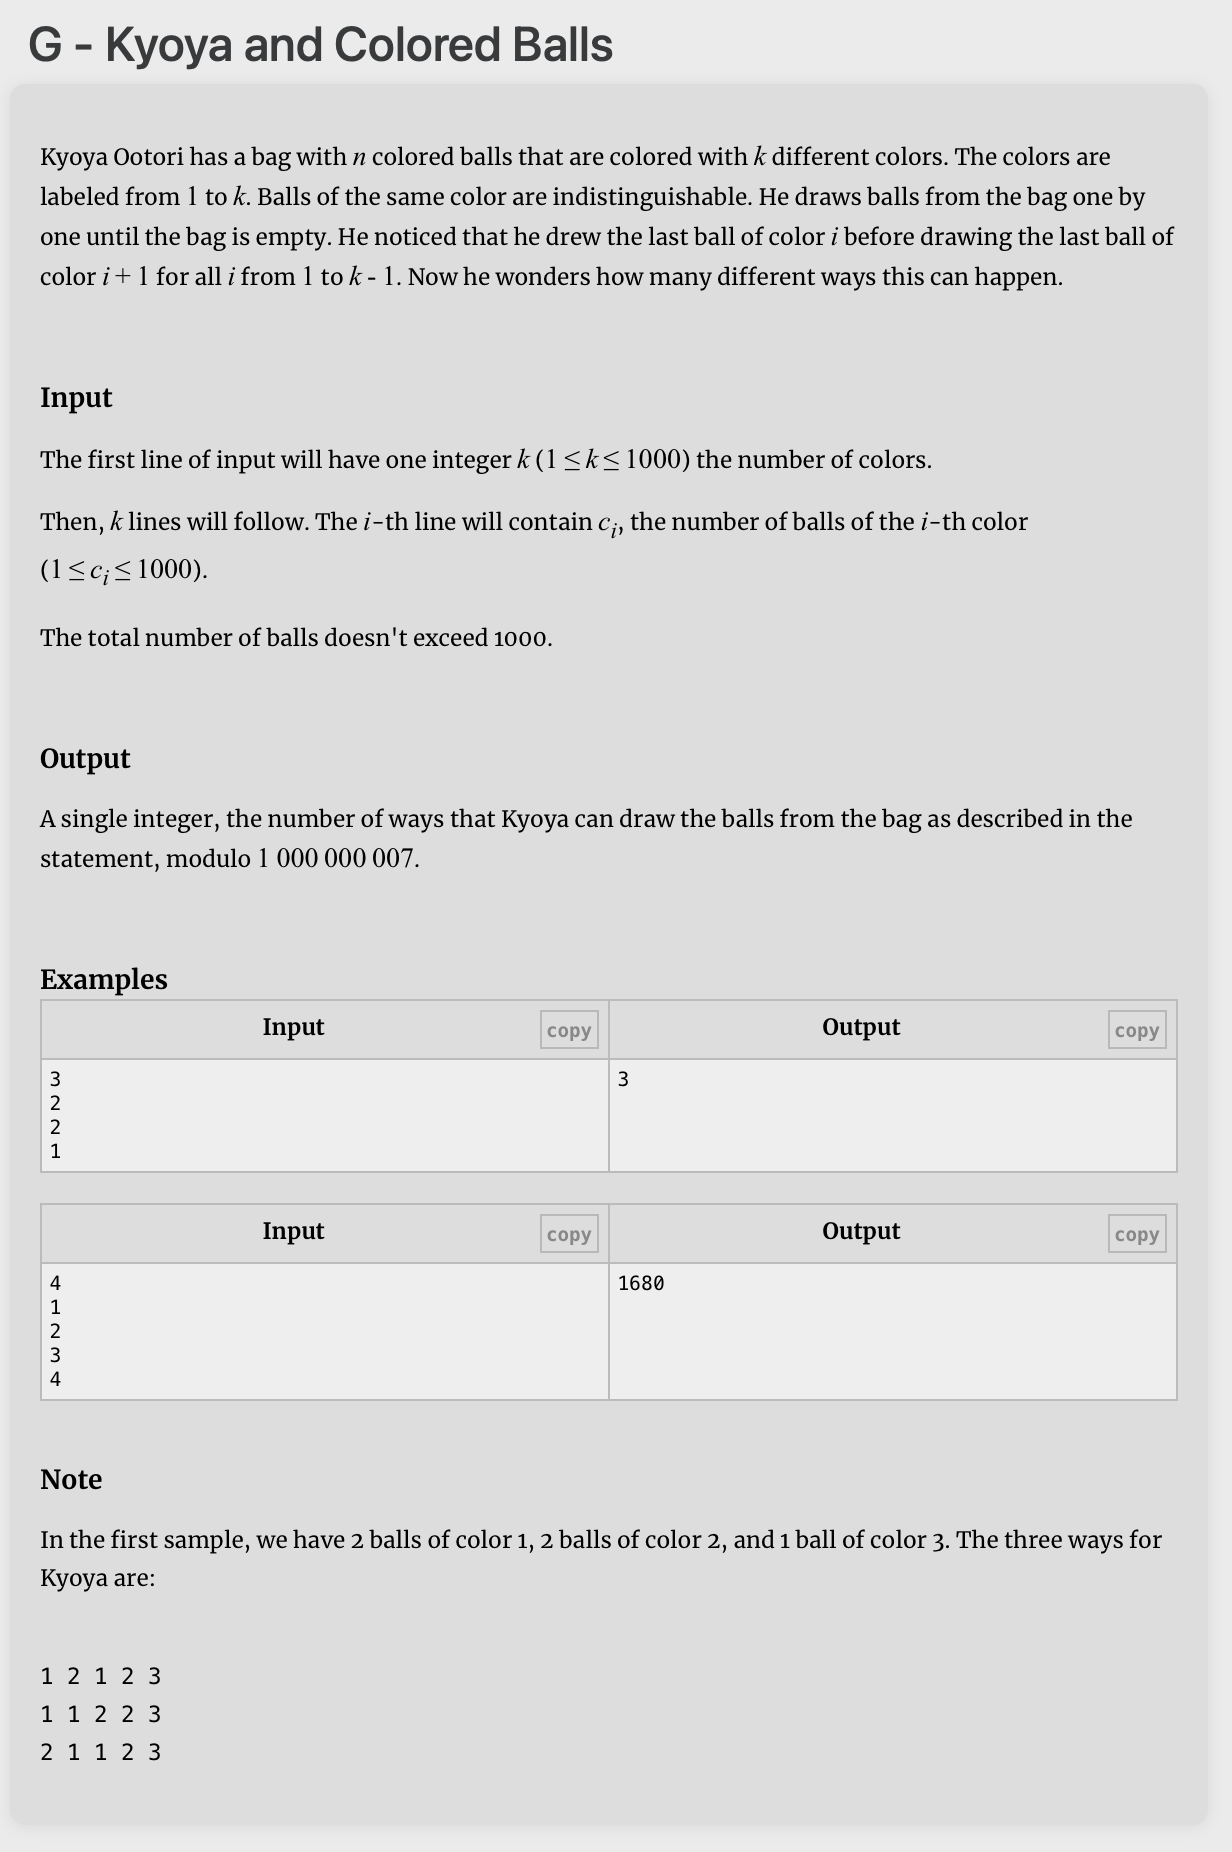 G - Kyoya and Colored Balls
Kyoya Ootori has a bag with n colored balls that are colored with k different colors. The colors are
labeled from 1 to k. Balls of the same color are indistinguishable. He draws balls from the bag one by
one until the bag is empty. He noticed that he drew the last ball of color i before drawing the last ball of
color i + 1 for all i from 1 to k - 1. Now he wonders how many different ways this can happen.
Input
The first line of input will have one integer k (1 ≤ k ≤ 1000) the number of colors.
Then, k lines will follow. The i-th line will contain c_i, the number of balls of the i-th color
(1 ≤ c_i ≤ 1000).
The total number of balls doesn't exceed 1000.
Output
A single integer, the number of ways that Kyoya can draw the balls from the bag as described in the
statement, modulo 1 000 000 007.
Examples
Input copy Output copy
3 3
2
2
1
Input copy Output copy
4 1680
1
2
3
4
Note
In the first sample, we have 2 balls of color 1, 2 balls of color 2, and 1 ball of color 3. The three ways for
Kyoya are:
1 2 1 2 3
1 1 2 2 3
2 1 1 2 3